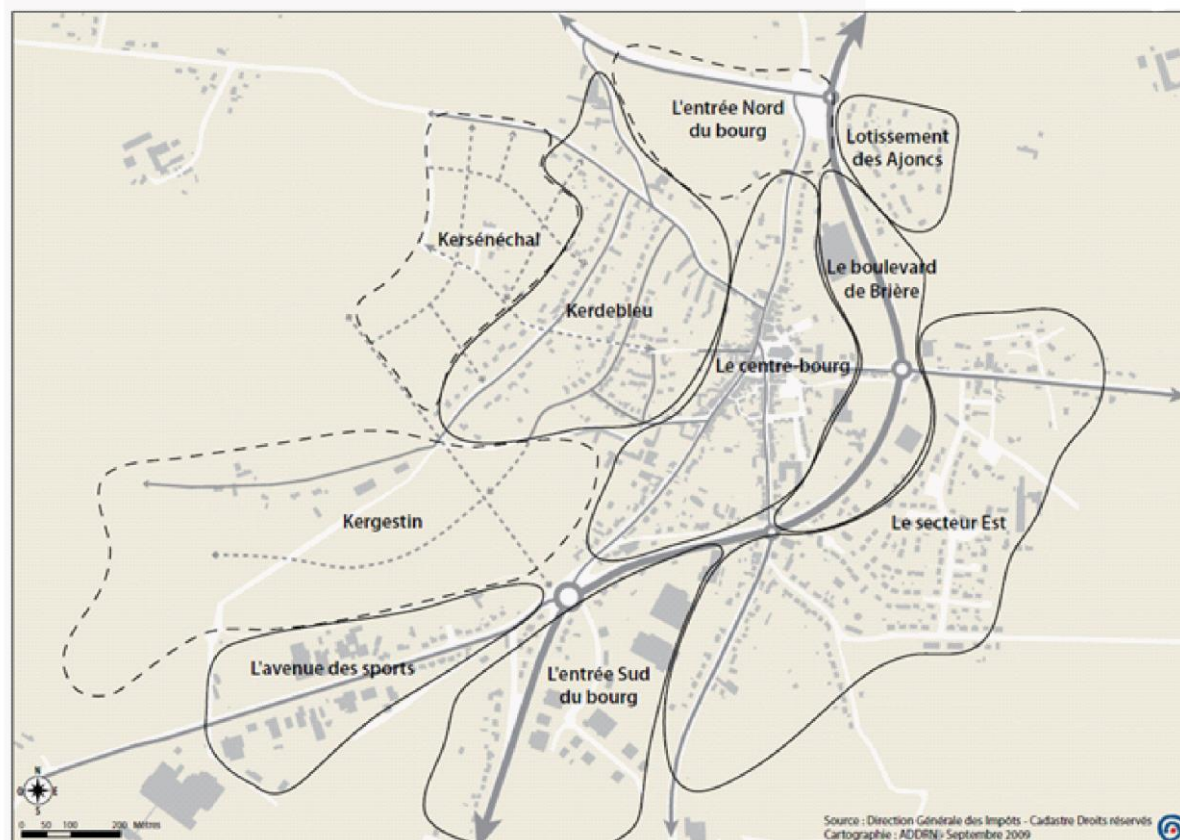 L'entrée Nord
du bourg
Lotissement
des Ajoncs
Kersénéchal
Le boulevard
de Brière
Kerdebleu
Le centre-bourg
Kergestin
Le secteur Est
L'avenue des sports
L'entrée Sud
du bourg
N
O E
S
0 50 100 200 Mètres
Source : Direction Générale des Impôts - Cadastre Droits réservés
Cartographie : ADDRN - Septembre 2009